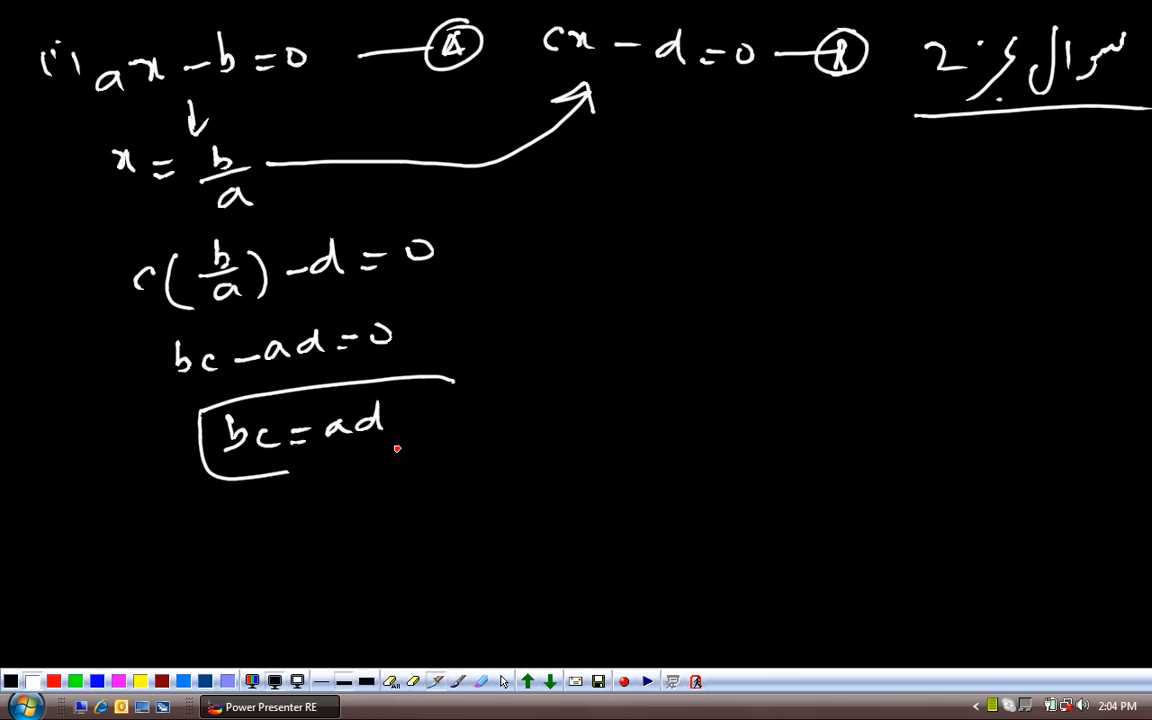 سوال نمبر 2
(i) ax - b = 0 — A
cx - d = 0 — B
x = b/a
c(b/a) - d = 0
bc - ad = 0
bc = ad
Power Presenter RE
2:04 PM